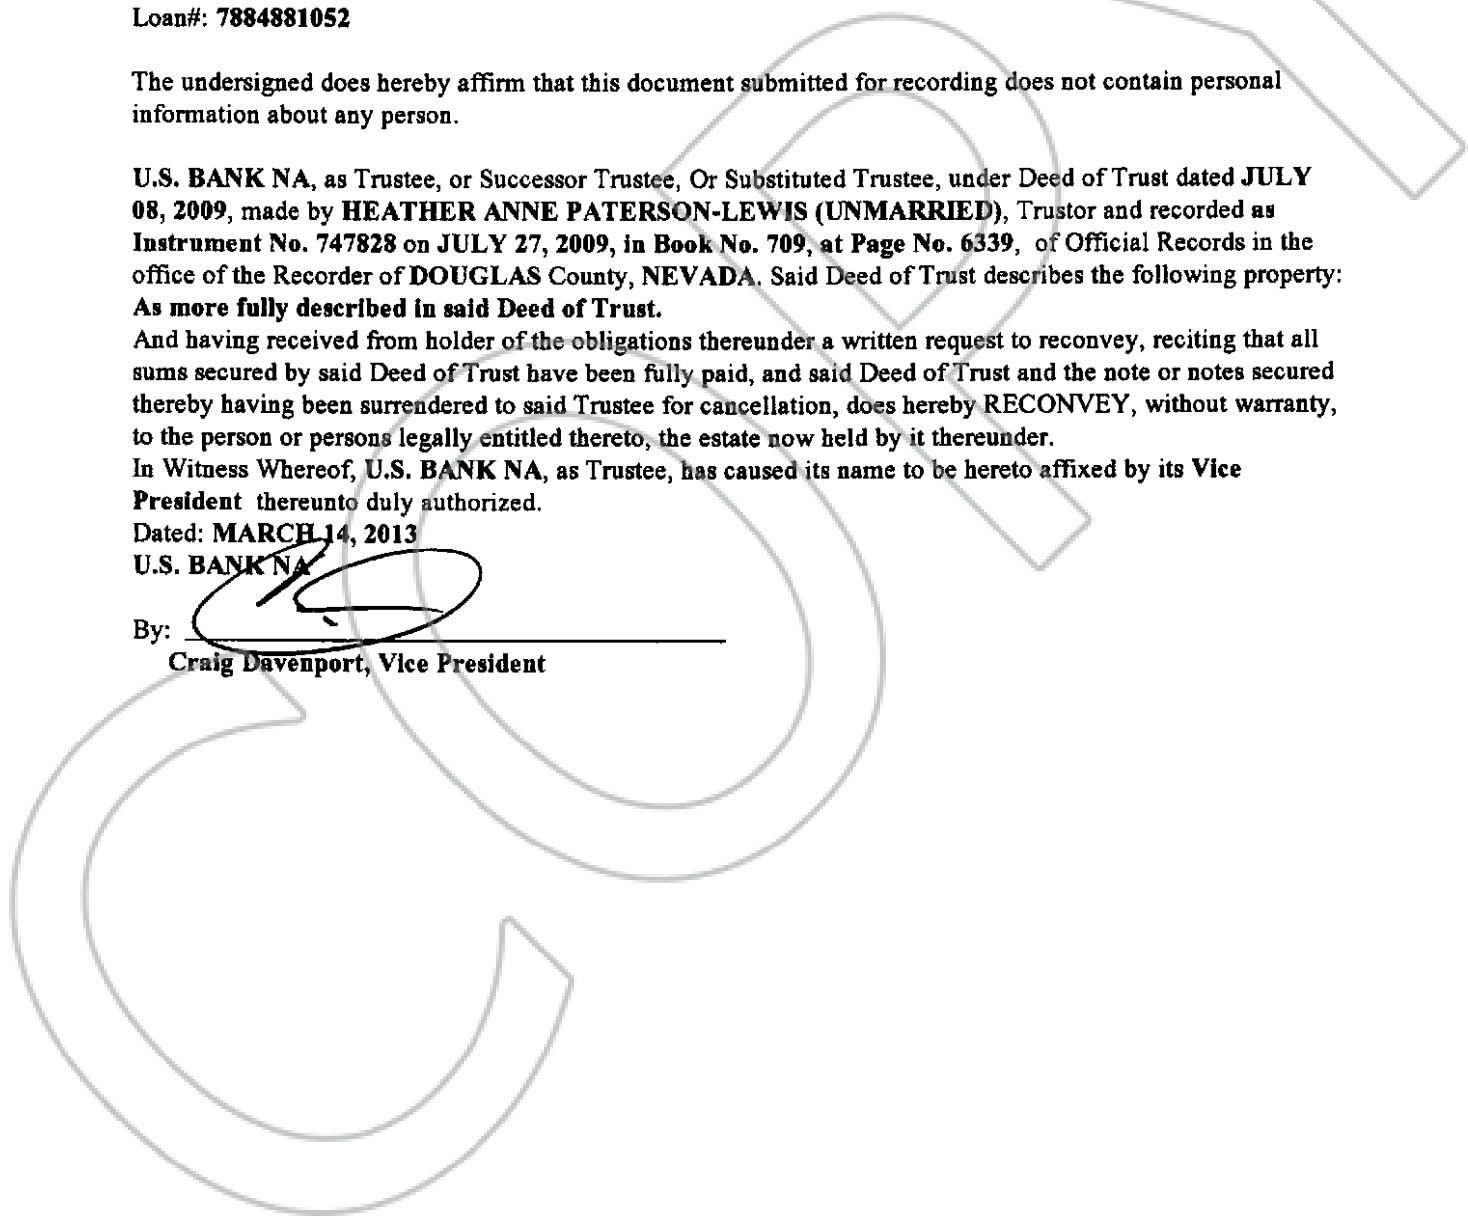 Loan#: 7884881052
The undersigned does hereby affirm that this document submitted for recording does not contain personal
information about any person.
U.S. BANK NA, as Trustee, or Successor Trustee, Or Substituted Trustee, under Deed of Trust dated JULY
08, 2009, made by HEATHER ANNE PATERSON-LEWIS (UNMARRIED), Trustor and recorded as
Instrument No. 747828 on JULY 27, 2009, in Book No. 709, at Page No. 6339, of Official Records in the
office of the Recorder of DOUGLAS County, NEVADA. Said Deed of Trust describes the following property:
As more fully described in said Deed of Trust.
And having received from holder of the obligations thereunder a written request to reconvey, reciting that all
sums secured by said Deed of Trust have been fully paid, and said Deed of Trust and the note or notes secured
thereby having been surrendered to said Trustee for cancellation, does hereby RECONVEY, without warranty,
to the person or persons legally entitled thereto, the estate now held by it thereunder.
In Witness Whereof, U.S. BANK NA, as Trustee, has caused its name to be hereto affixed by its Vice
President thereunto duly authorized.
Dated: MARCH 14, 2013
U.S. BANK NA
By:
Craig Davenport, Vice President
COPY